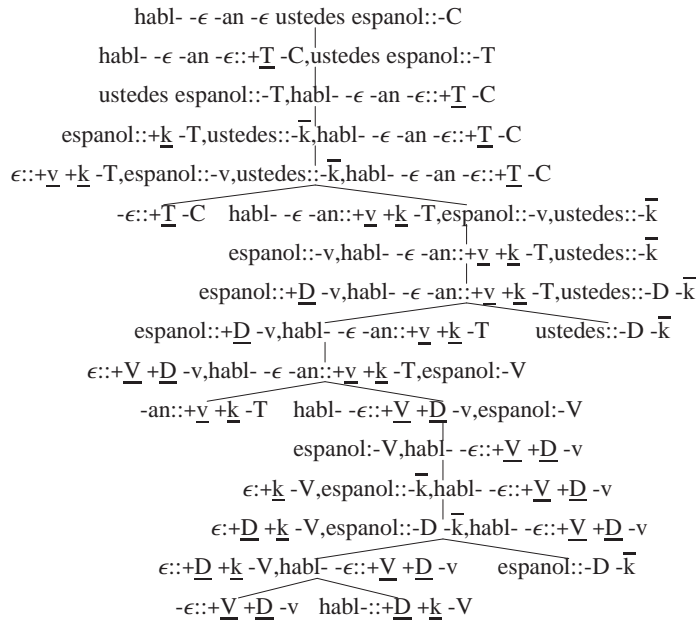 habl- -ϵ -an -ϵ ustedes espanol::-C
habl- -ϵ -an -ϵ::+T -C,ustedes espanol::-T
ustedes espanol::-T,habl- -ϵ -an -ϵ::+T -C
espanol::+k -T,ustedes::-k,habl- -ϵ -an -ϵ::+T -C
ϵ::+v +k -T,espanol::-v,ustedes::-k,habl- -ϵ -an -ϵ::+T -C
-ϵ::+T -C habl- -ϵ -an::+v +k -T,espanol::-v,ustedes::-k
espanol::-v,habl- -ϵ -an::+v +k -T,ustedes::-k
espanol::+D -v,habl- -ϵ -an::+v +k -T,ustedes::-D -k
espanol::+D -v,habl- -ϵ -an::+v +k -T ustedes::-D -k
ϵ::+V +D -v,habl- -ϵ -an::+v +k -T,espanol:-V
-an::+v +k -T habl- -ϵ::+V +D -v,espanol:-V
espanol:-V,habl- -ϵ::+V +D -v
ϵ:+k -V,espanol::-k,habl- -ϵ::+V +D -v
ϵ:+D +k -V,espanol::-D -k,habl- -ϵ::+V +D -v
ϵ::+D +k -V,habl- -ϵ::+V +D -v espanol::-D -k
-ϵ::+V +D -v habl-::+D +k -V